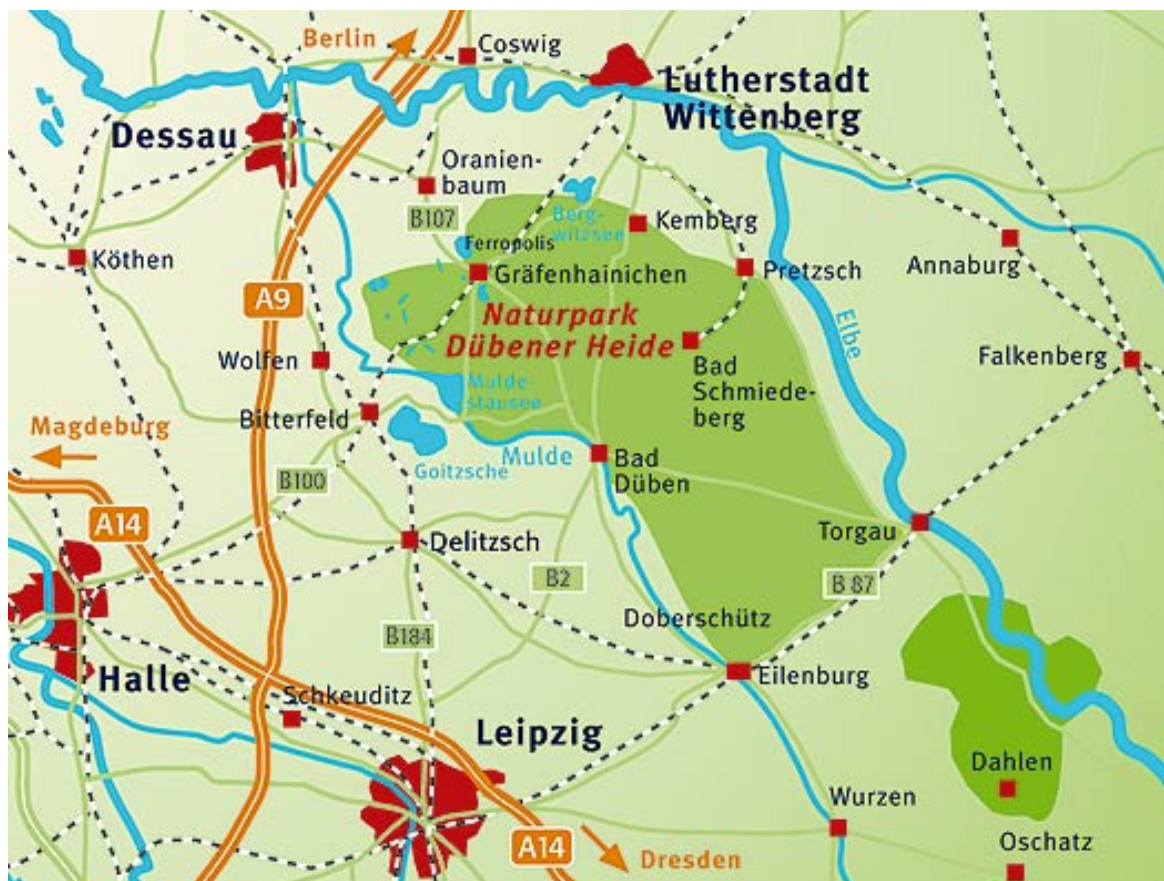 Berlin
Coswig
Lutherstadt
Wittenberg
Dessau
Oranien-
baum
B107
Berg-
witzsee
Kemberg
Ferropolis
Gräfenhainichen
Pretzsch
Annaburg
Köthen
A9
Naturpark
Dübener Heide
Elbe
Wolfen
Falkenberg
Bad
Schmiede-
berg
Mulde-
stausee
Bitterfeld
Magdeburg
Goitzsche
Mulde
Bad
Düben
B100
A14
Torgau
Delitzsch
B2
B 87
Doberschütz
B184
Halle
Eilenburg
Schkeuditz
Leipzig
Dahlen
Wurzen
A14
Dresden
Oschatz